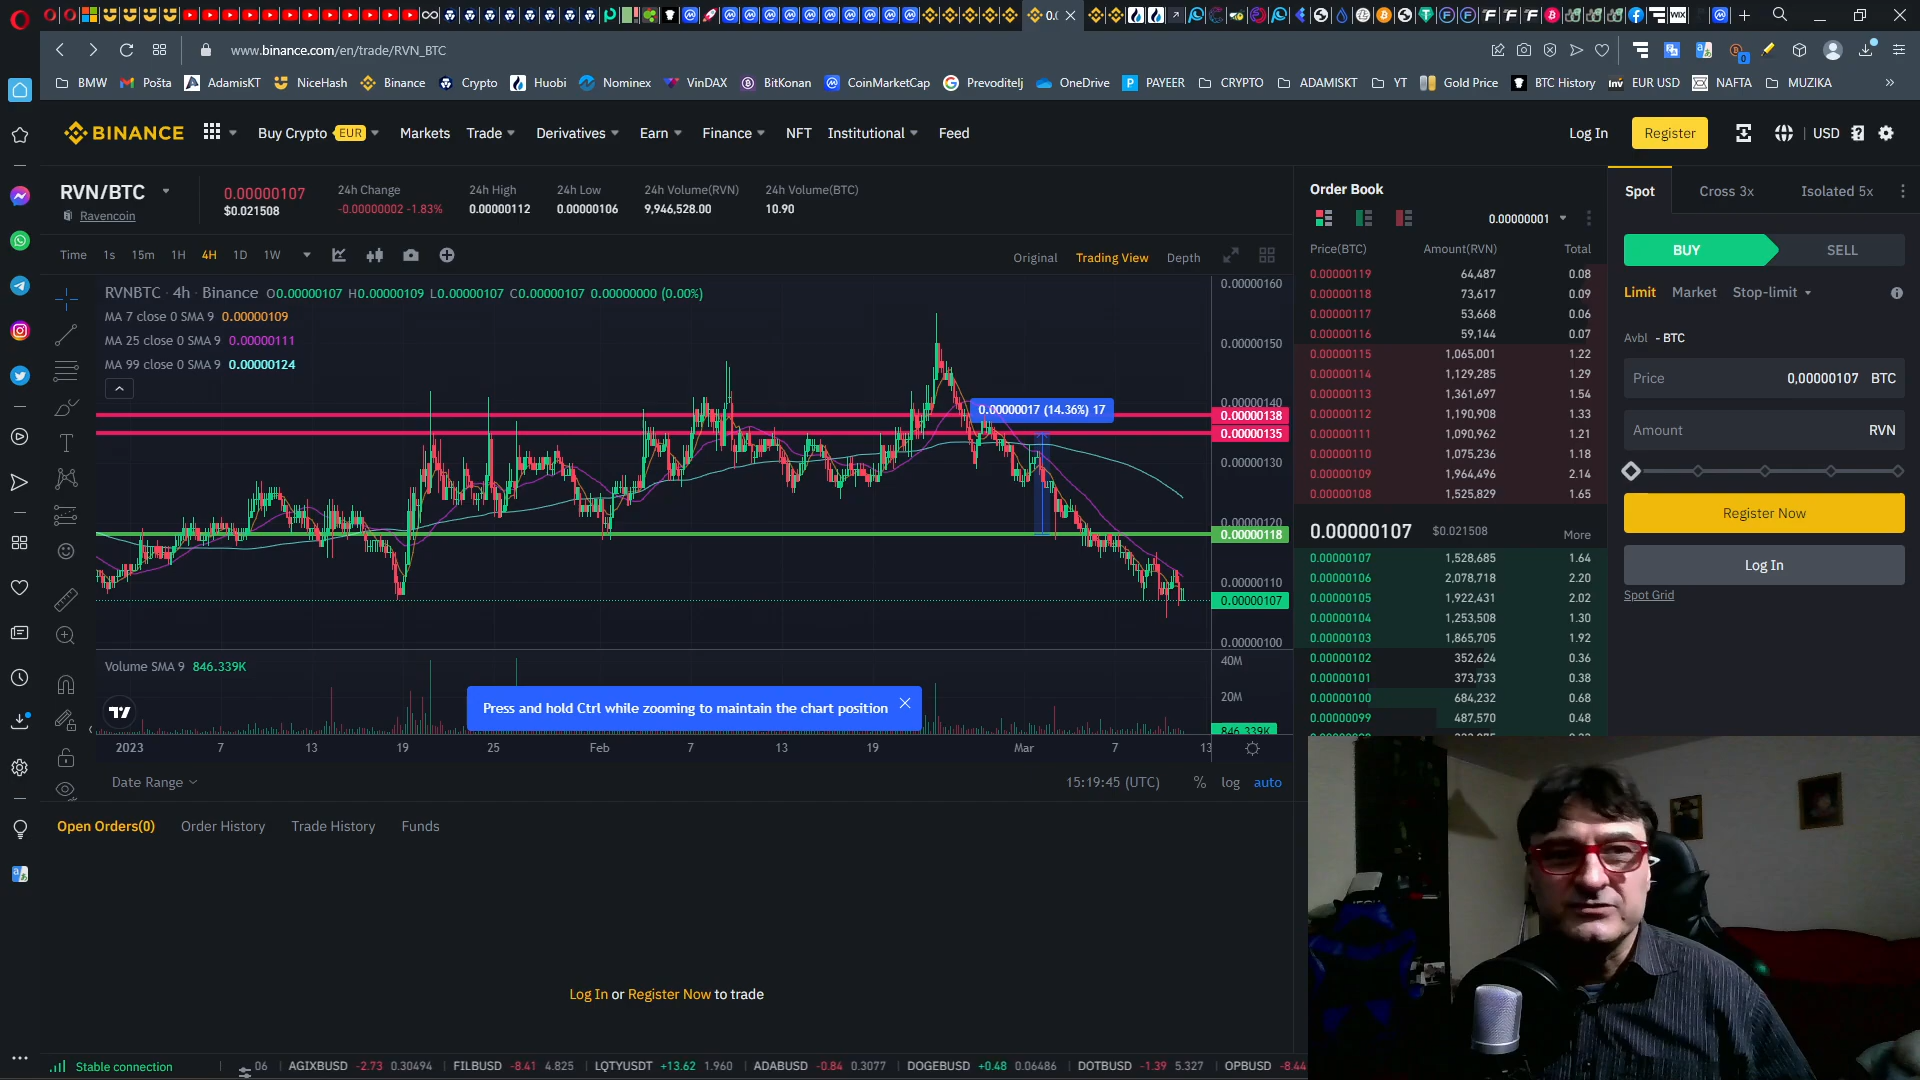 www.binance.com/en/trade/RVN_BTC
BMW Pošta AdamisKT NiceHash Binance Crypto Huobi Nominex VinDAX BitKonan CoinMarketCap Prevoditelj OneDrive PAYEER CRYPTO ADAMISKT YT Gold Price BTC History EUR USD NAFTA MUZIKA »
BINANCE Buy Crypto EUR Markets Trade Derivatives Earn Finance NFT Institutional Feed Log In Register USD
RVN/BTC
Ravencoin
0.00000107
$0.021508
24h Change
-0.00000002 -1.83%
24h High
0.00000112
24h Low
0.00000106
24h Volume(RVN)
9,946,528.00
24h Volume(BTC)
10.90
Time 1s 15m 1H 4H 1D 1W Original Trading View Depth
RVNBTC · 4h · Binance O0.00000107 H0.00000109 L0.00000107 C0.00000107 0.00000000 (0.00%)
MA 7 close 0 SMA 9 0.00000109
MA 25 close 0 SMA 9 0.00000111
MA 99 close 0 SMA 9 0.00000124
0.00000017 (14.36%) 17
0.00000160
0.00000150
0.00000140
0.00000138
0.00000135
0.00000130
0.00000120
0.00000118
0.00000110
0.00000107
0.00000100
Volume SMA 9 846.339K
40M
20M
846.339K
Press and hold Ctrl while zooming to maintain the chart position
2023 7 13 19 25 Feb 7 13 19 Mar 7 13
Date Range 15:19:45 (UTC) % log auto
Open Orders(0) Order History Trade History Funds
Log In or Register Now to trade
Order Book
0.00000001
Price(BTC) Amount(RVN) Total
0.00000119 64,487 0.08
0.00000118 73,617 0.09
0.00000117 53,668 0.06
0.00000116 59,144 0.07
0.00000115 1,065,001 1.22
0.00000114 1,129,285 1.29
0.00000113 1,361,697 1.54
0.00000112 1,190,908 1.33
0.00000111 1,090,962 1.21
0.00000110 1,075,236 1.18
0.00000109 1,964,496 2.14
0.00000108 1,525,829 1.65
0.00000107 $0.021508 More
0.00000107 1,528,685 1.64
0.00000106 2,078,718 2.20
0.00000105 1,922,431 2.02
0.00000104 1,253,508 1.30
0.00000103 1,865,705 1.92
0.00000102 352,624 0.36
0.00000101 373,733 0.38
0.00000100 684,232 0.68
0.00000099 487,570 0.48
Spot Cross 3x Isolated 5x
BUY SELL
Limit Market Stop-limit
Avbl - BTC
Price 0,00000107 BTC
Amount RVN
Register Now
Log In
Spot Grid
Stable connection 06 AGIXBUSD -2.73 0.30494 FILBUSD -8.41 4.825 LQTYUSDT +13.62 1.960 ADABUSD -0.84 0.3077 DOGEBUSD +0.48 0.06486 DOTBUSD -1.39 5.327 OPBUSD -8.44